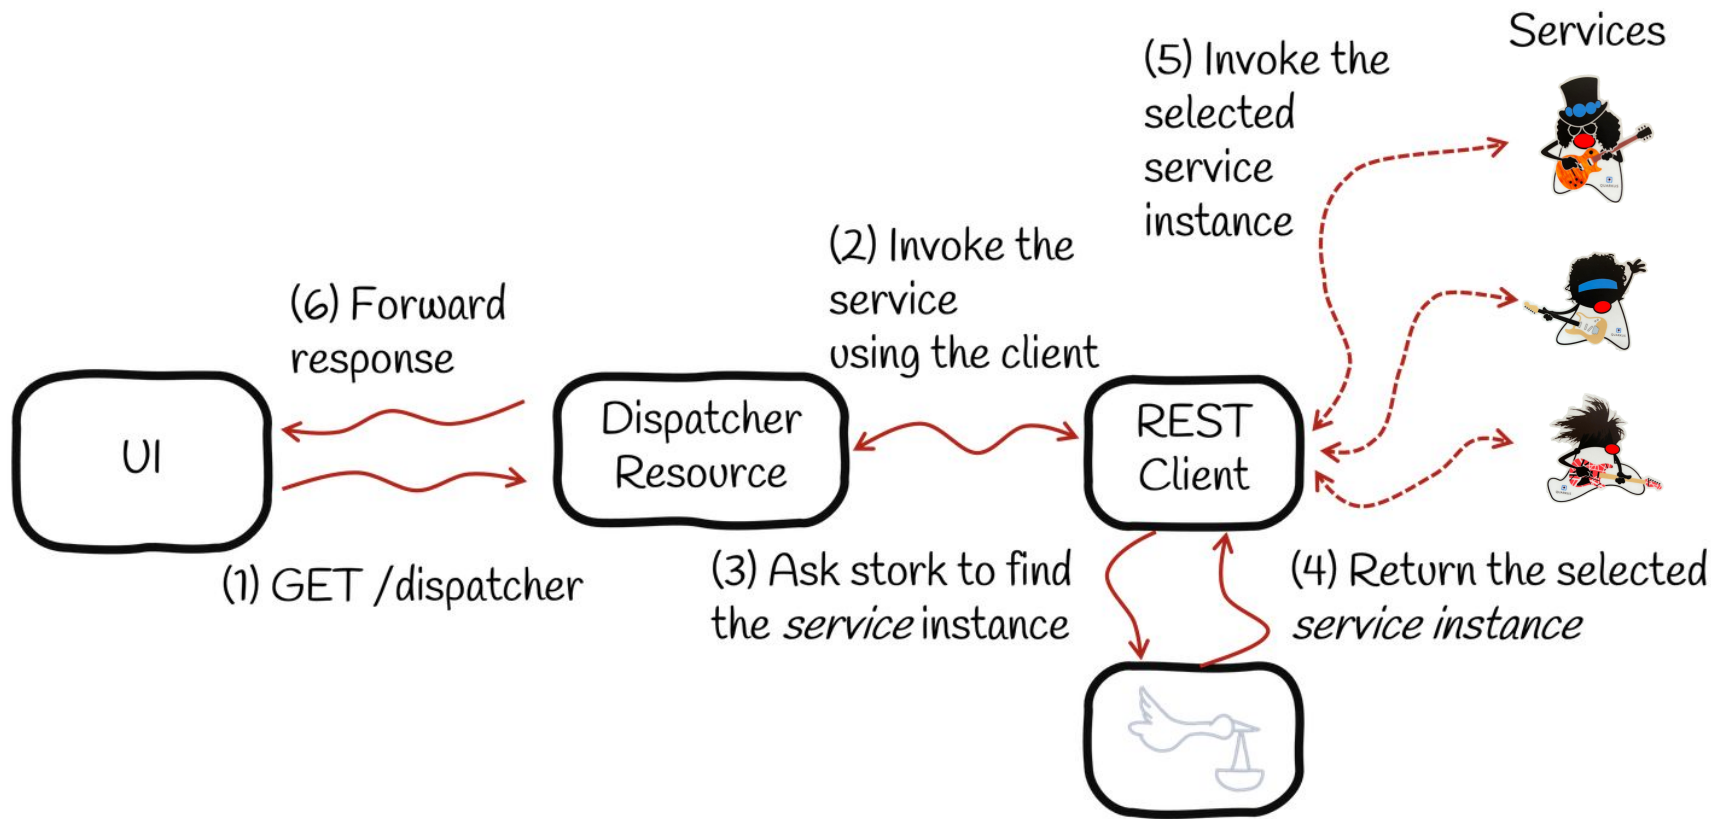 Services
(5) Invoke the
selected
service
instance
(2) Invoke the
service
using the client
(6) Forward
response
UI
Dispatcher
Resource
REST
Client
(1) GET /dispatcher
(3) Ask stork to find
the service instance
(4) Return the selected
service instance